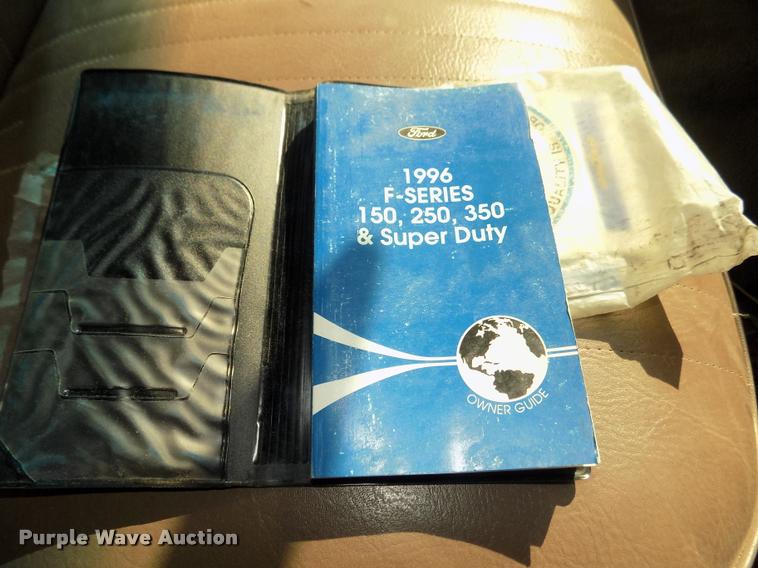 Ford
1996
F-SERIES
150, 250, 350
& Super Duty
OWNER GUIDE
Purple Wave Auction